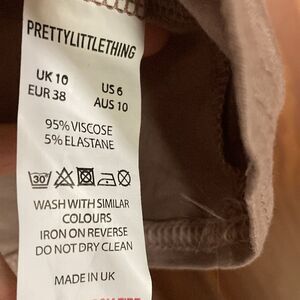 PRETTYLITTLETHING
UK 10 US 6
EUR 38 AUS 10
95% VISCOSE
5% ELASTANE
30°
WASH WITH SIMILAR
COLOURS
IRON ON REVERSE
DO NOT DRY CLEAN
MADE IN UK